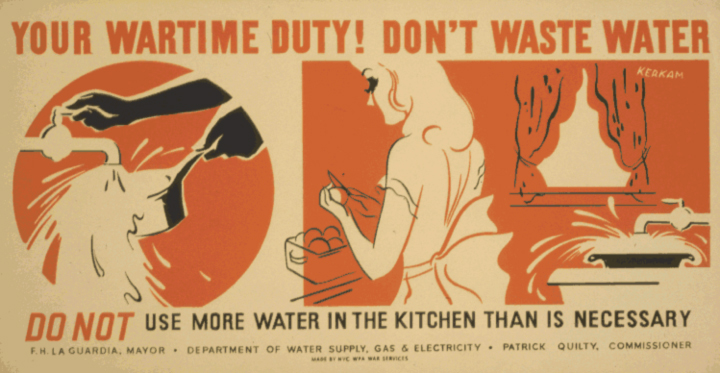 YOUR WARTIME DUTY! DON'T WASTE WATER
KERKAM
DO NOT USE MORE WATER IN THE KITCHEN THAN IS NECESSARY
F. H. LA GUARDIA, MAYOR • DEPARTMENT OF WATER SUPPLY, GAS & ELECTRICITY • PATRICK QUILTY, COMMISSIONER
MADE BY NYC WPA WAR SERVICES